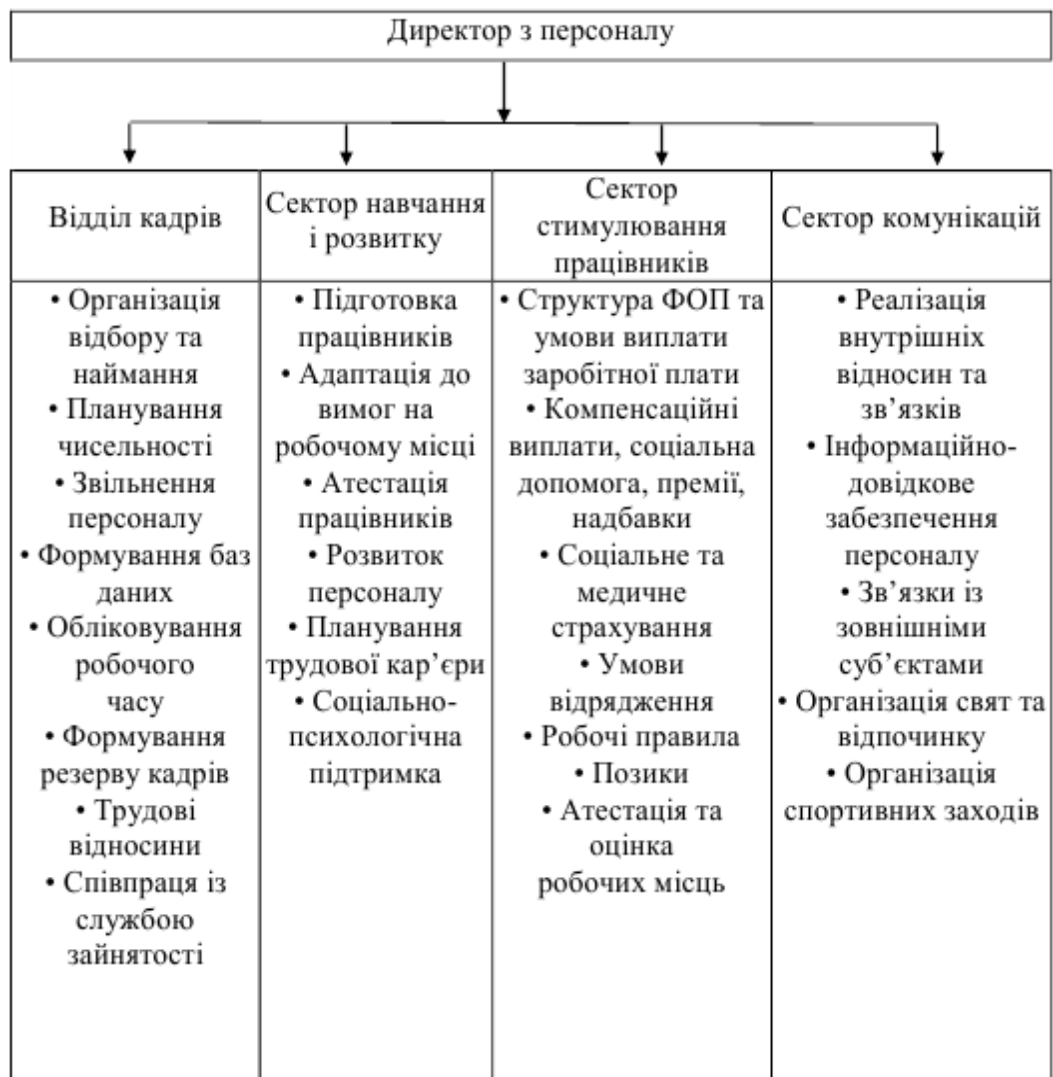 Директор з персоналу
Відділ кадрів
Сектор навчання
і розвитку
Сектор
стимулювання
працівників
Сектор комунікацій
• Організація
відбору та
наймання
• Планування
чисельності
• Звільнення
персоналу
• Формування баз
даних
• Обліковування
робочого
часу
• Формування
резерву кадрів
• Трудові
відносини
• Співпраця із
службою
зайнятості
• Підготовка
працівників
• Адаптація до
вимог на
робочому місці
• Атестація
працівників
• Розвиток
персоналу
• Планування
трудової кар’єри
• Соціально-
психологічна
підтримка
• Структура ФОП та
умови виплати
заробітної плати
• Компенсаційні
виплати, соціальна
допомога, премії,
надбавки
• Соціальне та
медичне
страхування
• Умови
відрядження
• Робочі правила
• Позики
• Атестація та
оцінка
робочих місць
• Реалізація
внутрішніх
відносин та
зв’язків
• Інформаційно-
довідкове
забезпечення
персоналу
• Зв’язки із
зовнішніми
суб’єктами
• Організація свят та
відпочинку
• Організація
спортивних заходів